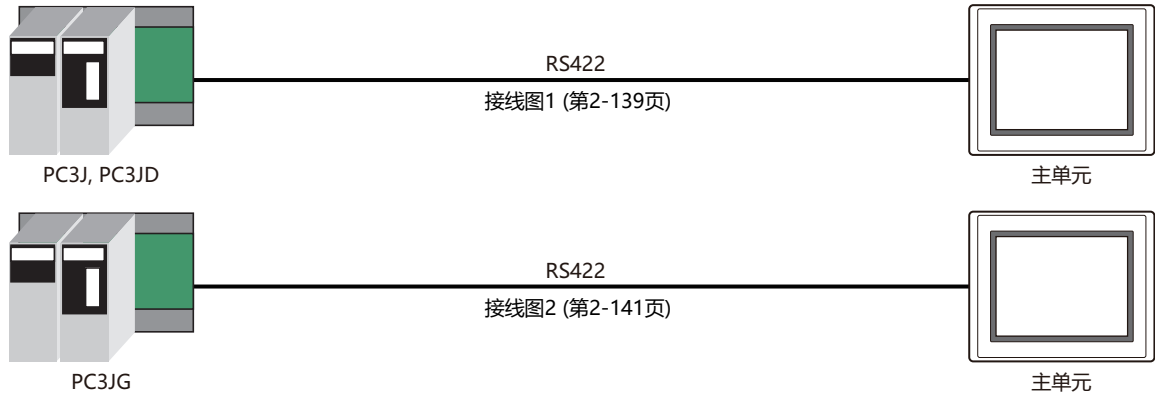 RS422
接线图1 (第2-139页)
PC3J, PC3JD
主单元
RS422
接线图2 (第2-141页)
PC3JG
主单元